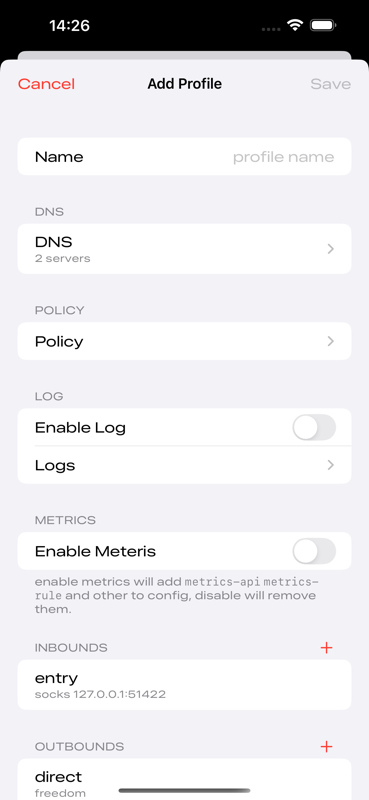 14:26
Cancel Add Profile Save
Name profile name
DNS
DNS
2 servers
POLICY
Policy
LOG
Enable Log
Logs
METRICS
Enable Meteris
enable metrics will add metrics-api metrics-
rule and other to config, disable will remove
them.
INBOUNDS +
entry
socks 127.0.0.1:51422
OUTBOUNDS +
direct
freedom